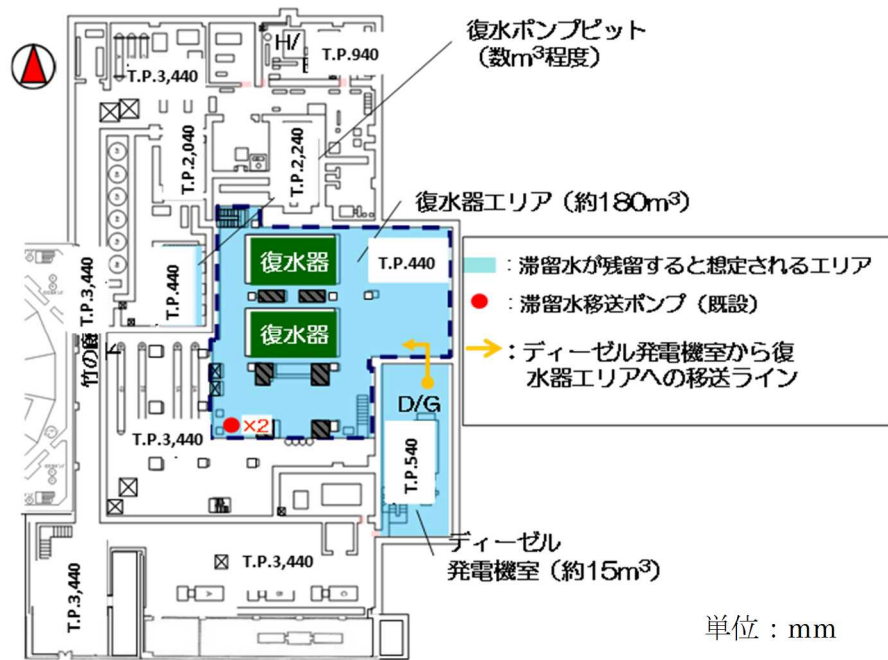 H/
T.P.940
T.P.3,440
復水ポンプピット
(数m³程度)
T.P.2,040
T.P.2,240
復水器エリア(約180m³)
復水器
T.P.440
T.P.440
T.P.3,440
復水器
:滞留水が残留すると想定されるエリア
:滞留水移送ポンプ(既設)
:ディーゼル発電機室から復
水器エリアへの移送ライン
D/G
×2
T.P.3,440
T.P.540
ディーゼル
発電機室(約15m³)
T.P.3,440
T.P.3,440
単位:mm